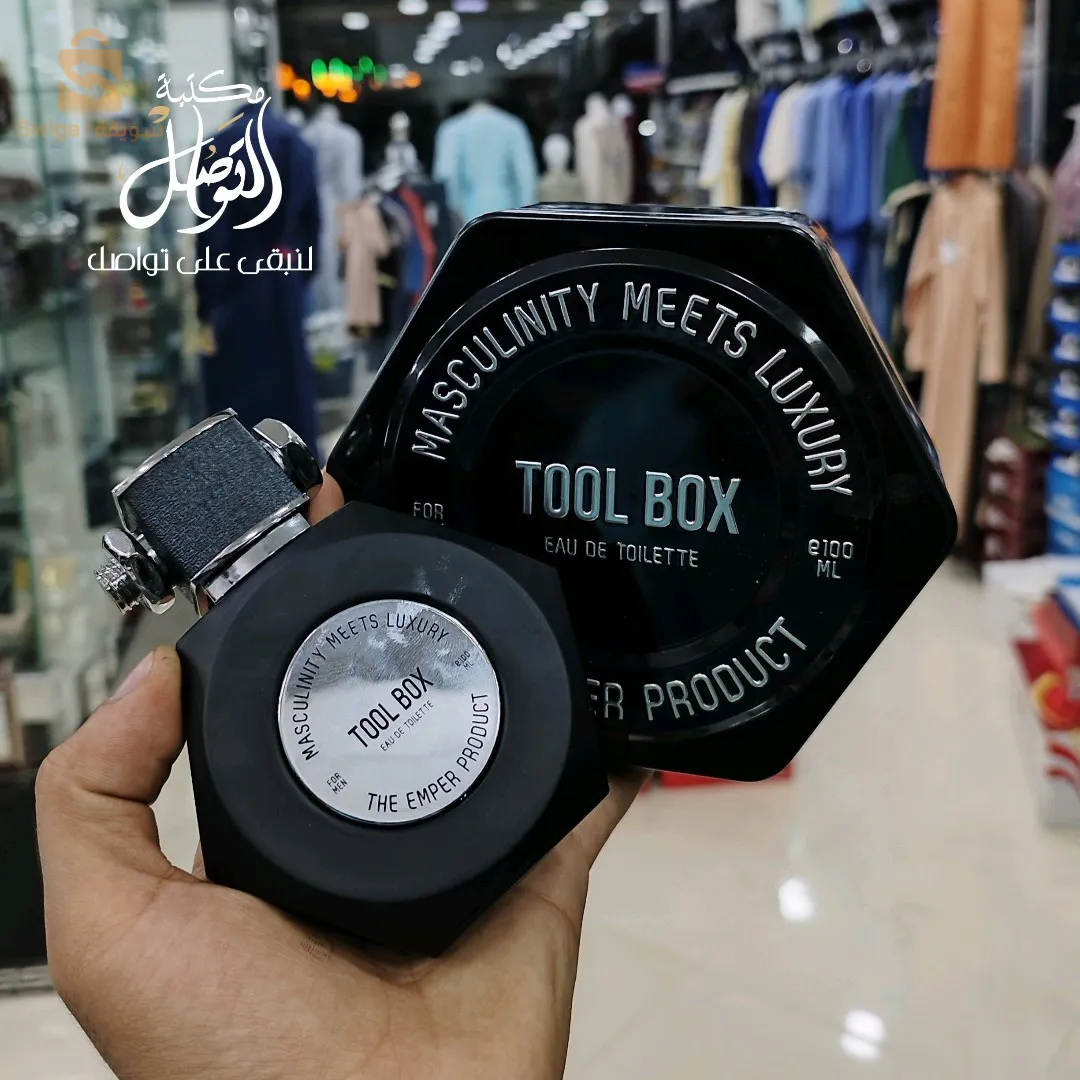 مكتبة
التوصل
لنبقى على تواصل
سويقة
MASCULINITY MEETS LUXURY
FOR
TOOL BOX
EAU DE TOILETTE
e100
ML
ER PRODUCT
MASCULINITY MEETS LUXURY
e100
ML
TOOL BOX
EAU DE TOILETTE
FOR
MEN
THE EMPER PRODUCT